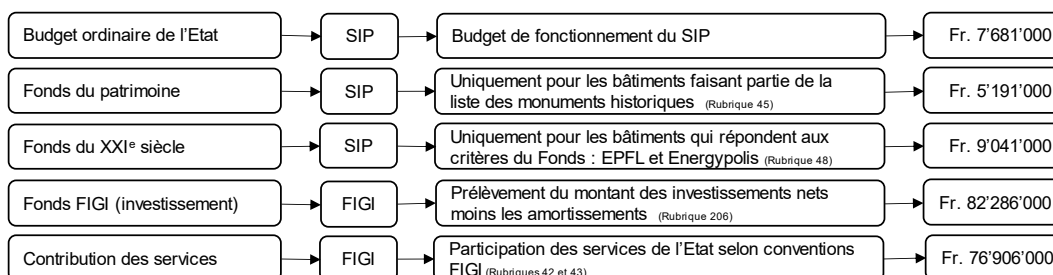 Budget ordinaire de l’Etat
SIP
Budget de fonctionnement du SIP
Fr. 7’681’000
Fonds du patrimoine
SIP
Uniquement pour les bâtiments faisant partie de la
liste des monuments historiques (Rubrique 45)
Fr. 5’191’000
Fonds du XXIᵉ siècle
SIP
Uniquement pour les bâtiments qui répondent aux
critères du Fonds : EPFL et Energypolis (Rubrique 48)
Fr. 9’041’000
Fonds FIGI (investissement)
FIGI
Prélèvement du montant des investissements nets
moins les amortissements (Rubrique 206)
Fr. 82’286’000
Contribution des services
FIGI
Participation des services de l’Etat selon conventions
FIGI (Rubriques 42 et 43)
Fr. 76’906’000